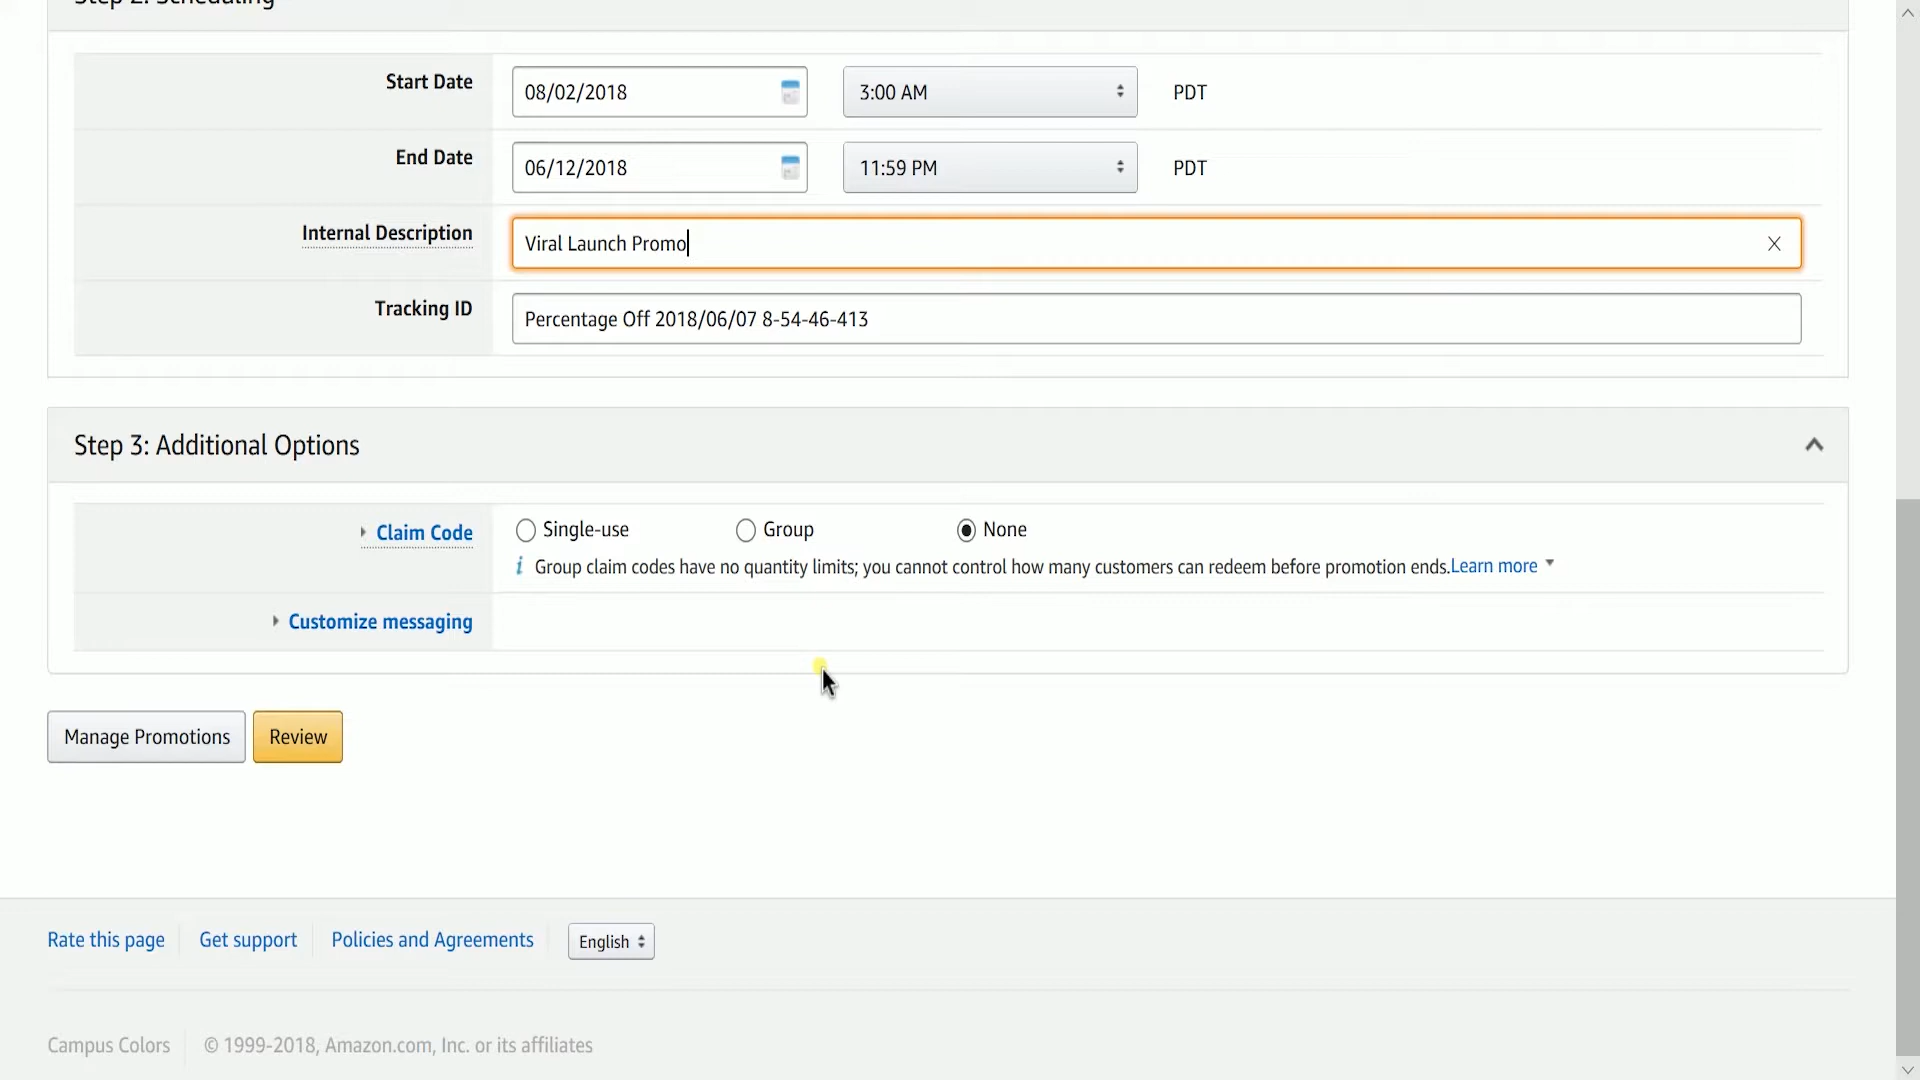 Step 2: Scheduling
Start Date 08/02/2018 3:00 AM PDT
End Date 06/12/2018 11:59 PM PDT
Internal Description Viral Launch Promo
Tracking ID Percentage Off 2018/06/07 8-54-46-413
Step 3: Additional Options
Claim Code Single-use Group None
i Group claim codes have no quantity limits; you cannot control how many customers can redeem before promotion ends.Learn more
Customize messaging
Manage Promotions Review
Rate this page Get support Policies and Agreements English
Campus Colors © 1999-2018, Amazon.com, Inc. or its affiliates